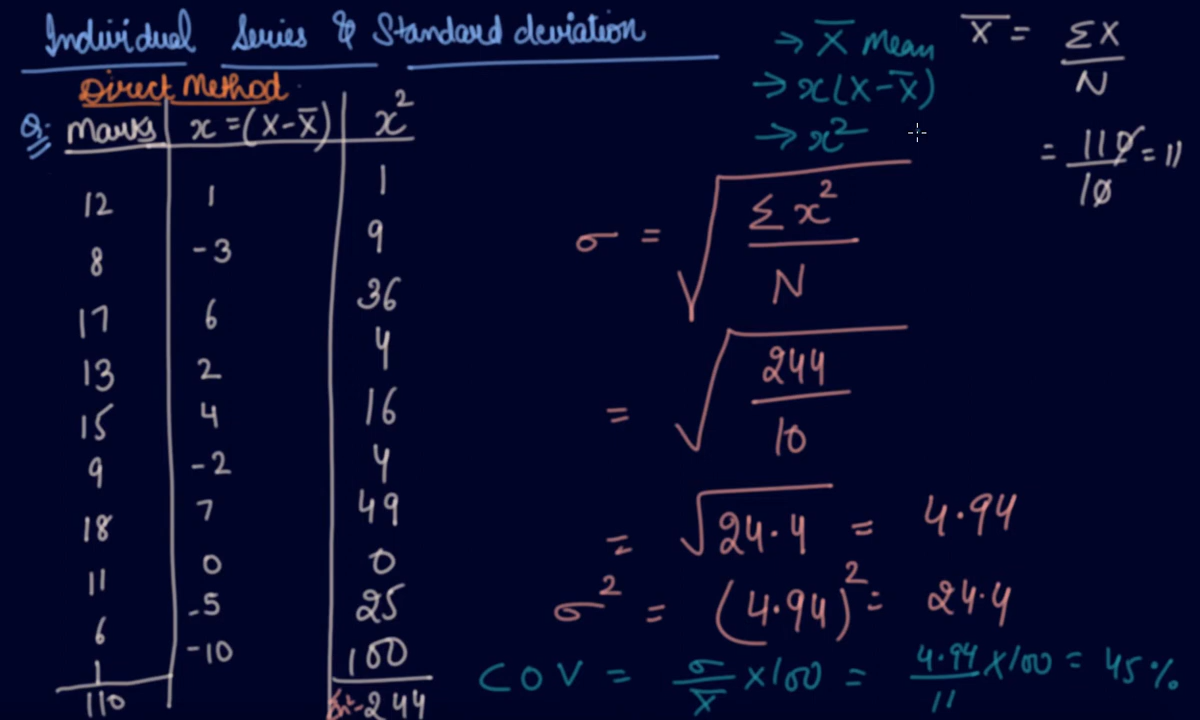 Individual Series & Standard deviation
Direct Method
Q. Marks x = (X-X̅) x²
12 1 1
8 -3 9
17 6 36
13 2 4
15 4 16
9 -2 4
18 7 49
11 0 0
6 -5 25
1 -10 100
110 244
→ X̅ Mean
→ x(X-X̅)
→ x²
X̅ = ΣX / N
= 110 / 10 = 11
σ = √(Σx² / N)
= √(244 / 10)
= √24.4 = 4.94
σ² = (4.94)² = 24.4
COV = σ/X̅ X100 = 4.94/11 X100 = 45%